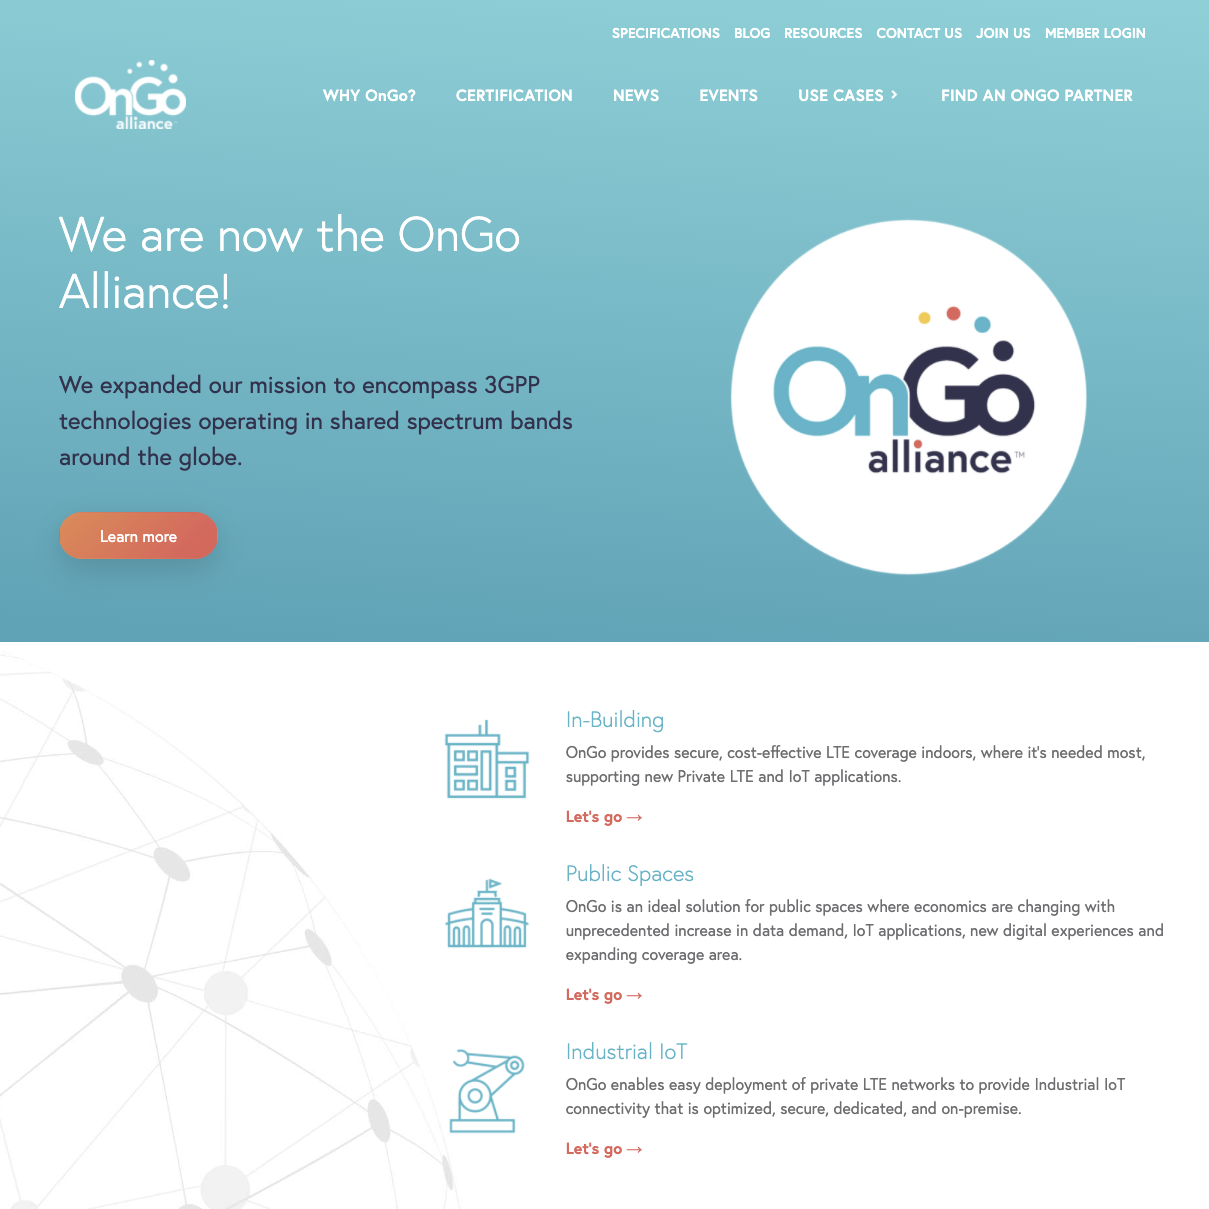 SPECIFICATIONS BLOG RESOURCES CONTACT US JOIN US MEMBER LOGIN
OnGo
alliance
WHY OnGo? CERTIFICATION NEWS EVENTS USE CASES FIND AN ONGO PARTNER
We are now the OnGo
Alliance!
We expanded our mission to encompass 3GPP
technologies operating in shared spectrum bands
around the globe.
Learn more
OnGo
alliance™
In-Building
OnGo provides secure, cost-effective LTE coverage indoors, where it's needed most,
supporting new Private LTE and IoT applications.
Let's go →
Public Spaces
OnGo is an ideal solution for public spaces where economics are changing with
unprecedented increase in data demand, IoT applications, new digital experiences and
expanding coverage area.
Let's go →
Industrial IoT
OnGo enables easy deployment of private LTE networks to provide Industrial IoT
connectivity that is optimized, secure, dedicated, and on-premise.
Let's go →